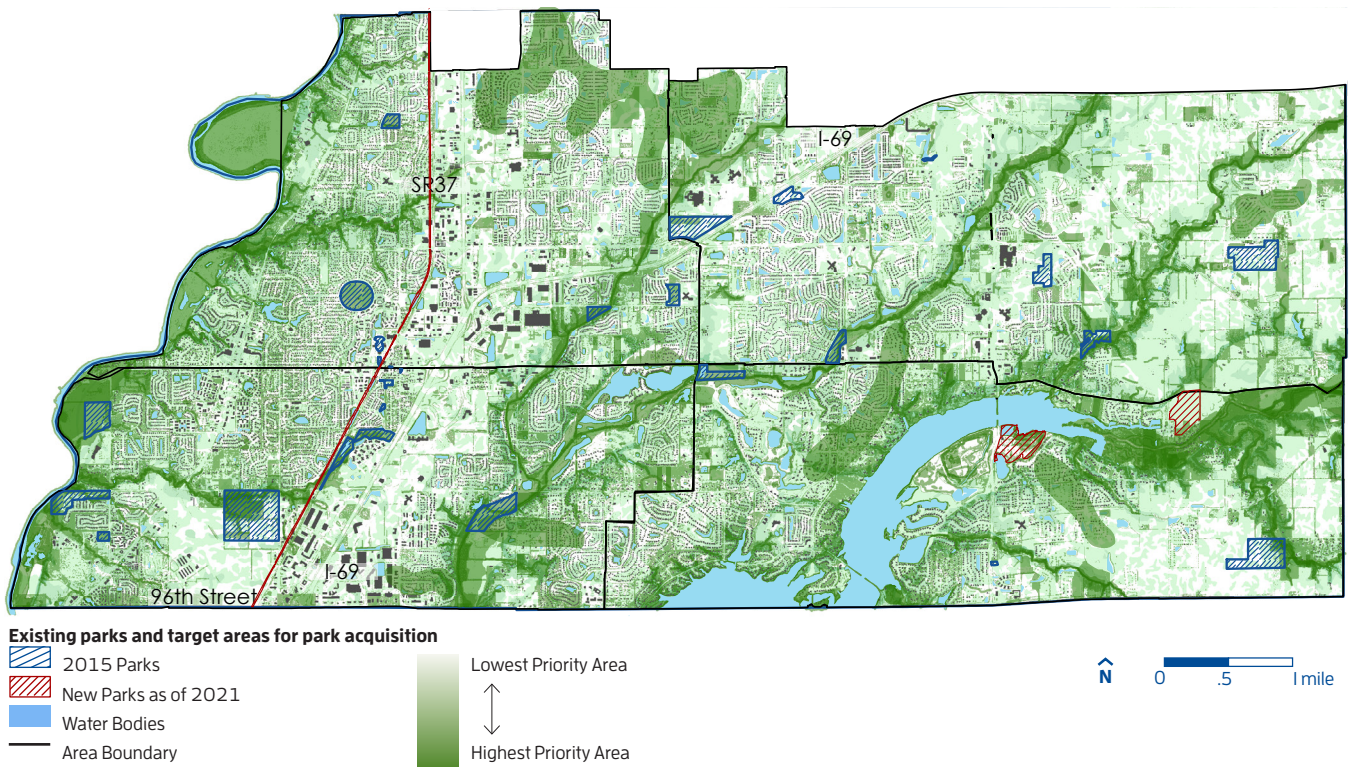 I-69
SR37
I-69
96th Street
Existing parks and target areas for park acquisition
2015 Parks
New Parks as of 2021
Water Bodies
Area Boundary
Lowest Priority Area
Highest Priority Area
N
0 .5 1 mile